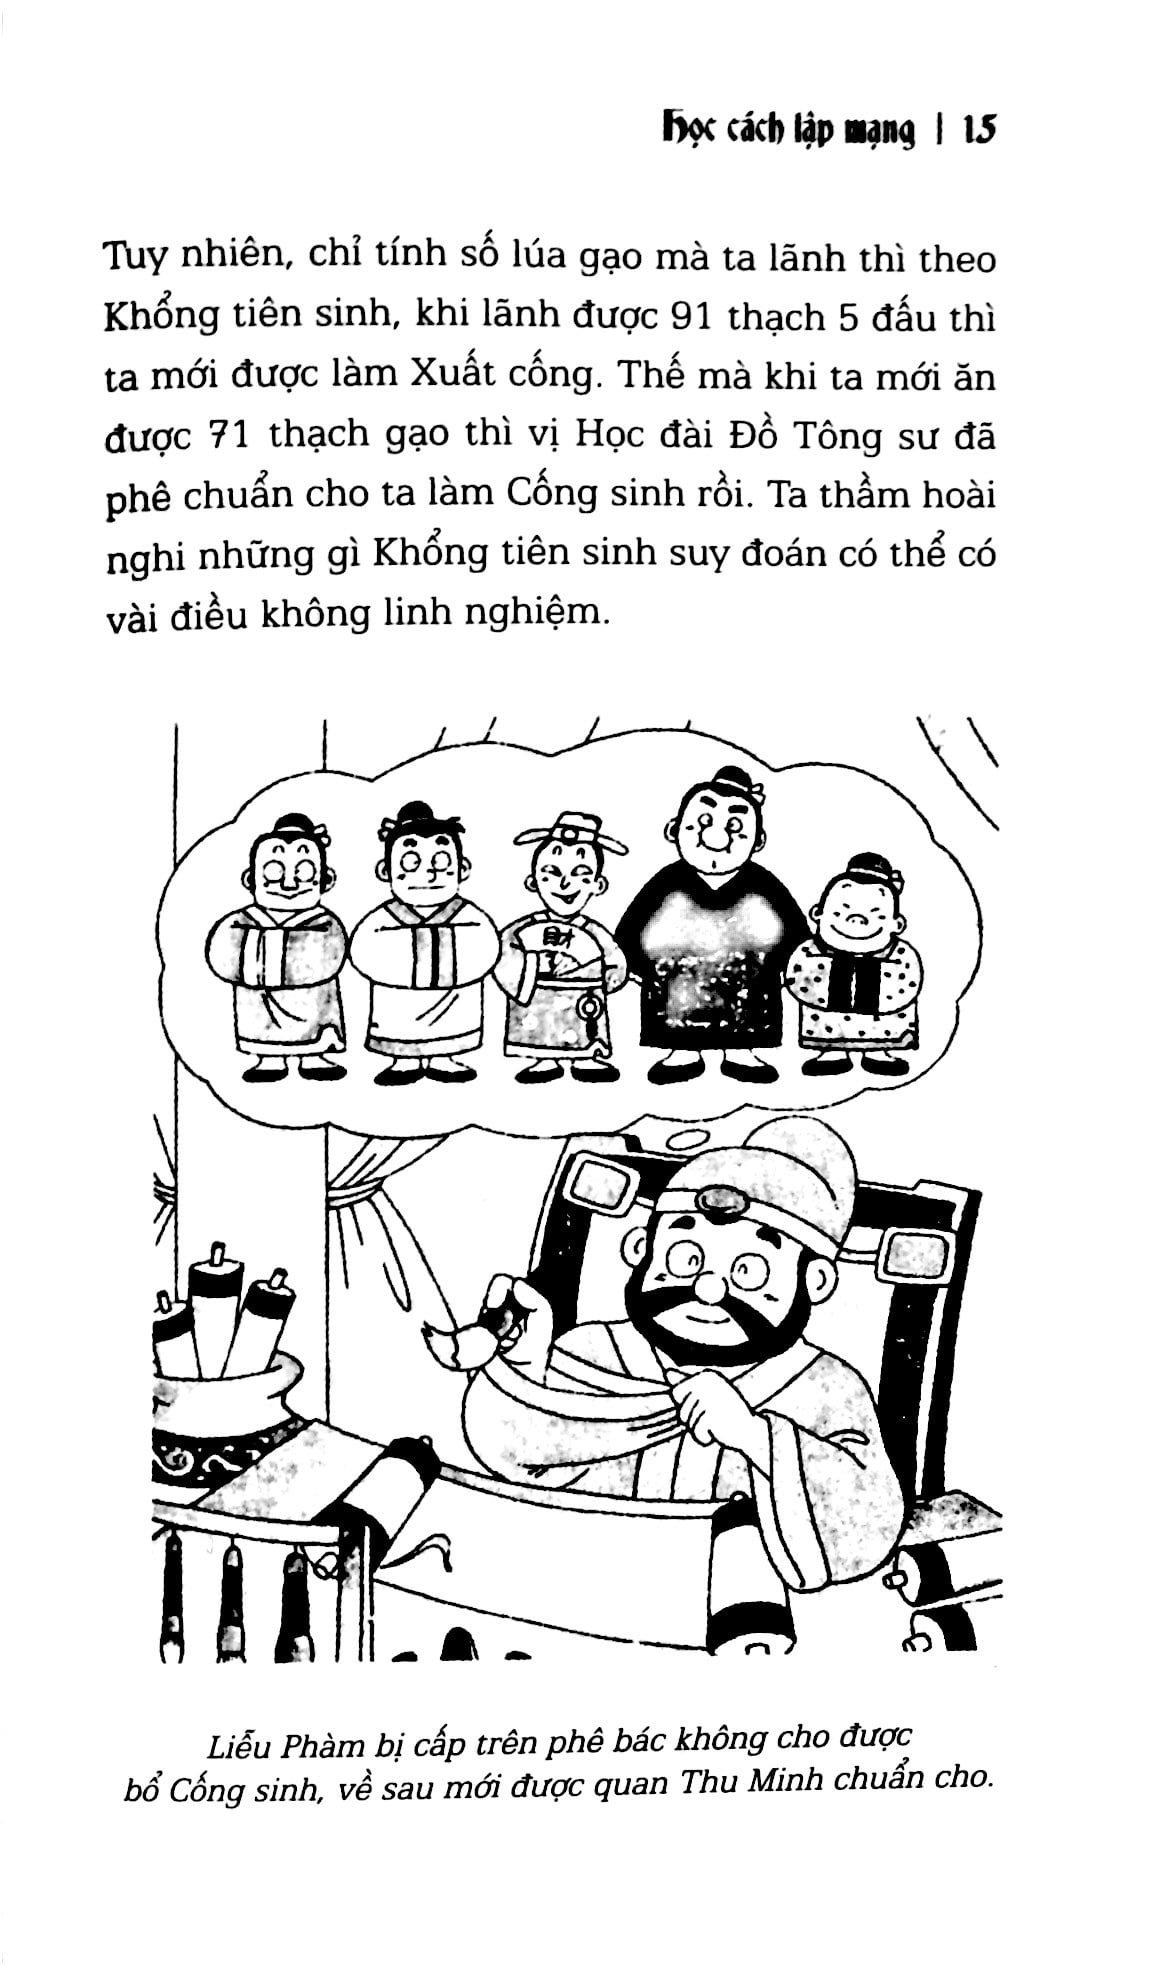 Học cách lập mạng | 15
Tuy nhiên, chỉ tính số lúa gạo mà ta lãnh thì theo
Khổng tiên sinh, khi lãnh được 91 thạch 5 đấu thì
ta mới được làm Xuất cống. Thế mà khi ta mới ăn
được 71 thạch gạo thì vị Học đài Đồ Tông sư đã
phê chuẩn cho ta làm Cống sinh rồi. Ta thầm hoài
nghi những gì Khổng tiên sinh suy đoán có thể có
vài điều không linh nghiệm.
財
Liễu Phàm bị cấp trên phê bác không cho được
bổ Cống sinh, về sau mới được quan Thu Minh chuẩn cho.